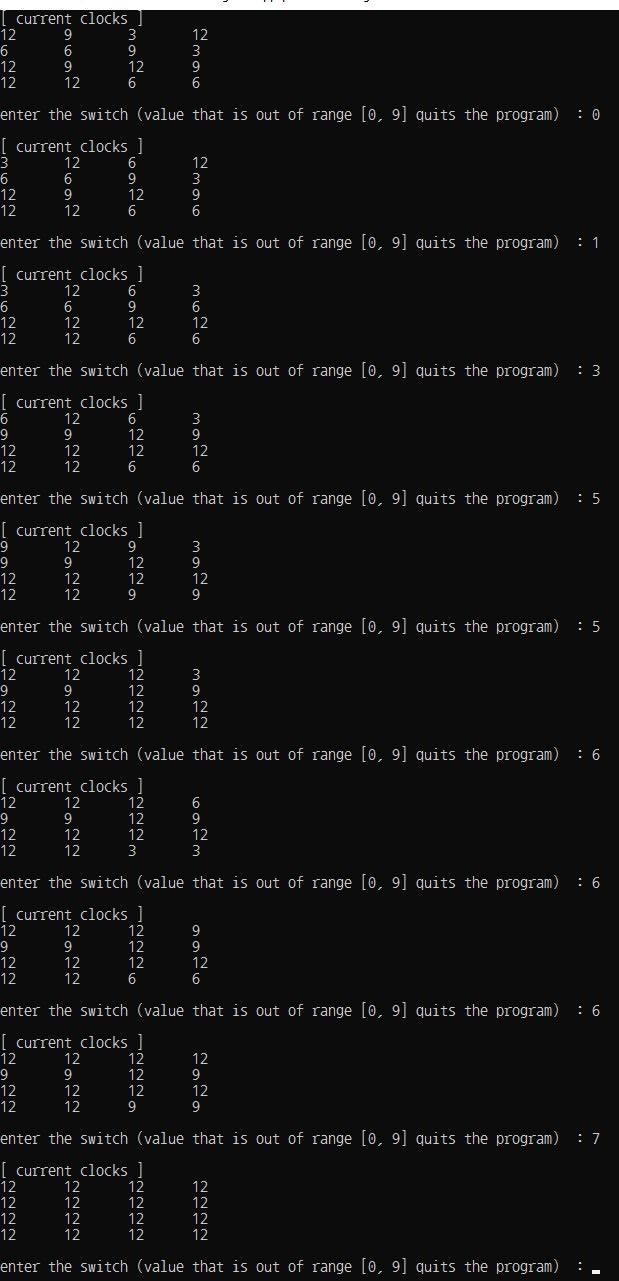 [ current clocks ]
12 9 3 12
6 6 9 3
12 9 12 9
12 12 6 6
enter the switch (value that is out of range [0, 9] quits the program) : 0
[ current clocks ]
3 12 6 12
6 6 9 3
12 9 12 9
12 12 6 6
enter the switch (value that is out of range [0, 9] quits the program) : 1
[ current clocks ]
3 12 6 3
6 6 9 6
12 12 12 12
12 12 6 6
enter the switch (value that is out of range [0, 9] quits the program) : 3
[ current clocks ]
6 12 6 3
9 9 12 9
12 12 12 12
12 12 6 6
enter the switch (value that is out of range [0, 9] quits the program) : 5
[ current clocks ]
9 12 9 3
9 9 12 9
12 12 12 12
12 12 9 9
enter the switch (value that is out of range [0, 9] quits the program) : 5
[ current clocks ]
12 12 12 3
9 9 12 9
12 12 12 12
12 12 12 12
enter the switch (value that is out of range [0, 9] quits the program) : 6
[ current clocks ]
12 12 12 6
9 9 12 9
12 12 12 12
12 12 3 3
enter the switch (value that is out of range [0, 9] quits the program) : 6
[ current clocks ]
12 12 12 9
9 9 12 9
12 12 12 12
12 12 6 6
enter the switch (value that is out of range [0, 9] quits the program) : 6
[ current clocks ]
12 12 12 12
9 9 12 9
12 12 12 12
12 12 9 9
enter the switch (value that is out of range [0, 9] quits the program) : 7
[ current clocks ]
12 12 12 12
12 12 12 12
12 12 12 12
12 12 12 12
enter the switch (value that is out of range [0, 9] quits the program) :